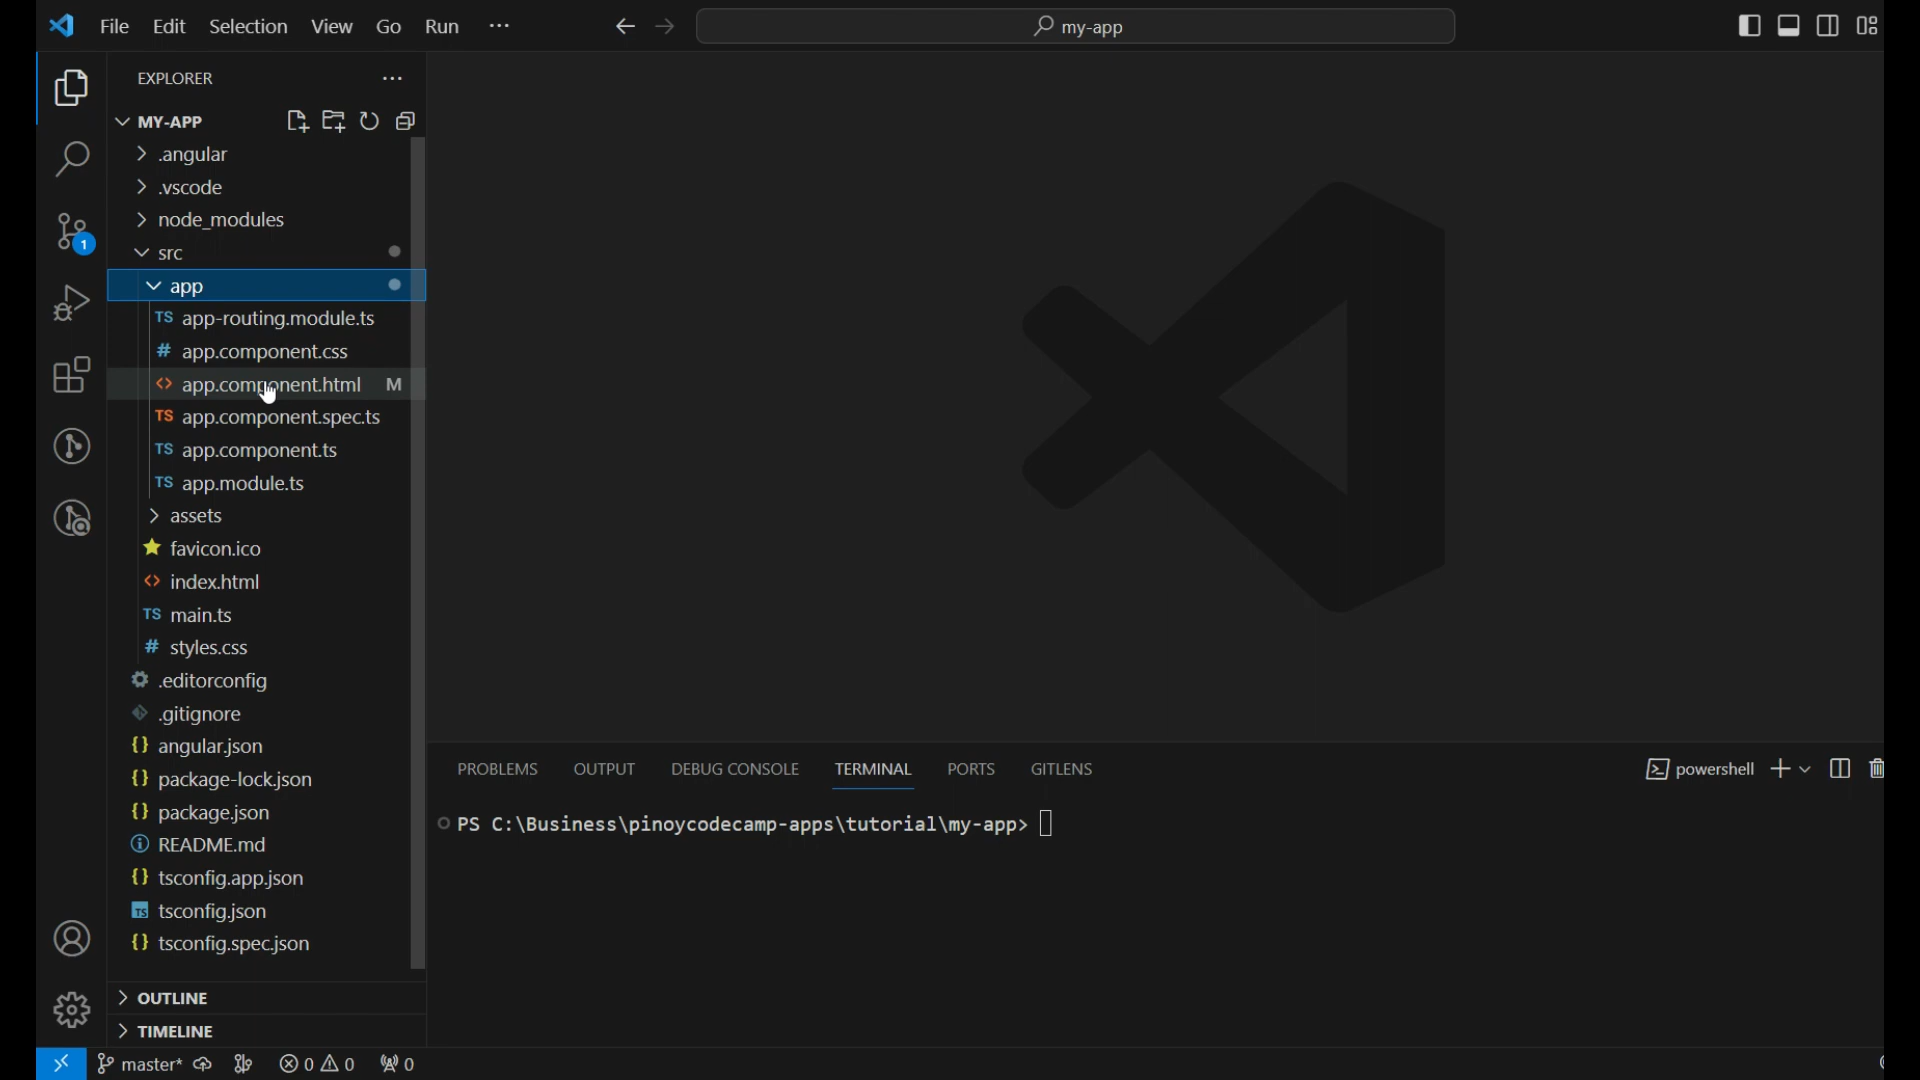 File Edit Selection View Go Run ···
my-app
EXPLORER
MY-APP
.angular
.vscode
node_modules
src
app
TS app-routing.module.ts
# app.component.css
<> app.component.html M
TS app.component.spec.ts
TS app.component.ts
TS app.module.ts
assets
favicon.ico
<> index.html
TS main.ts
# styles.css
.editorconfig
.gitignore
{} angular.json
{} package-lock.json
{} package.json
README.md
{} tsconfig.app.json
TS tsconfig.json
{} tsconfig.spec.json
OUTLINE
TIMELINE
1
PROBLEMS OUTPUT DEBUG CONSOLE TERMINAL PORTS GITLENS
powershell
PS C:\Business\pinoycodecamp-apps\tutorial\my-app>
master* 0 0 0